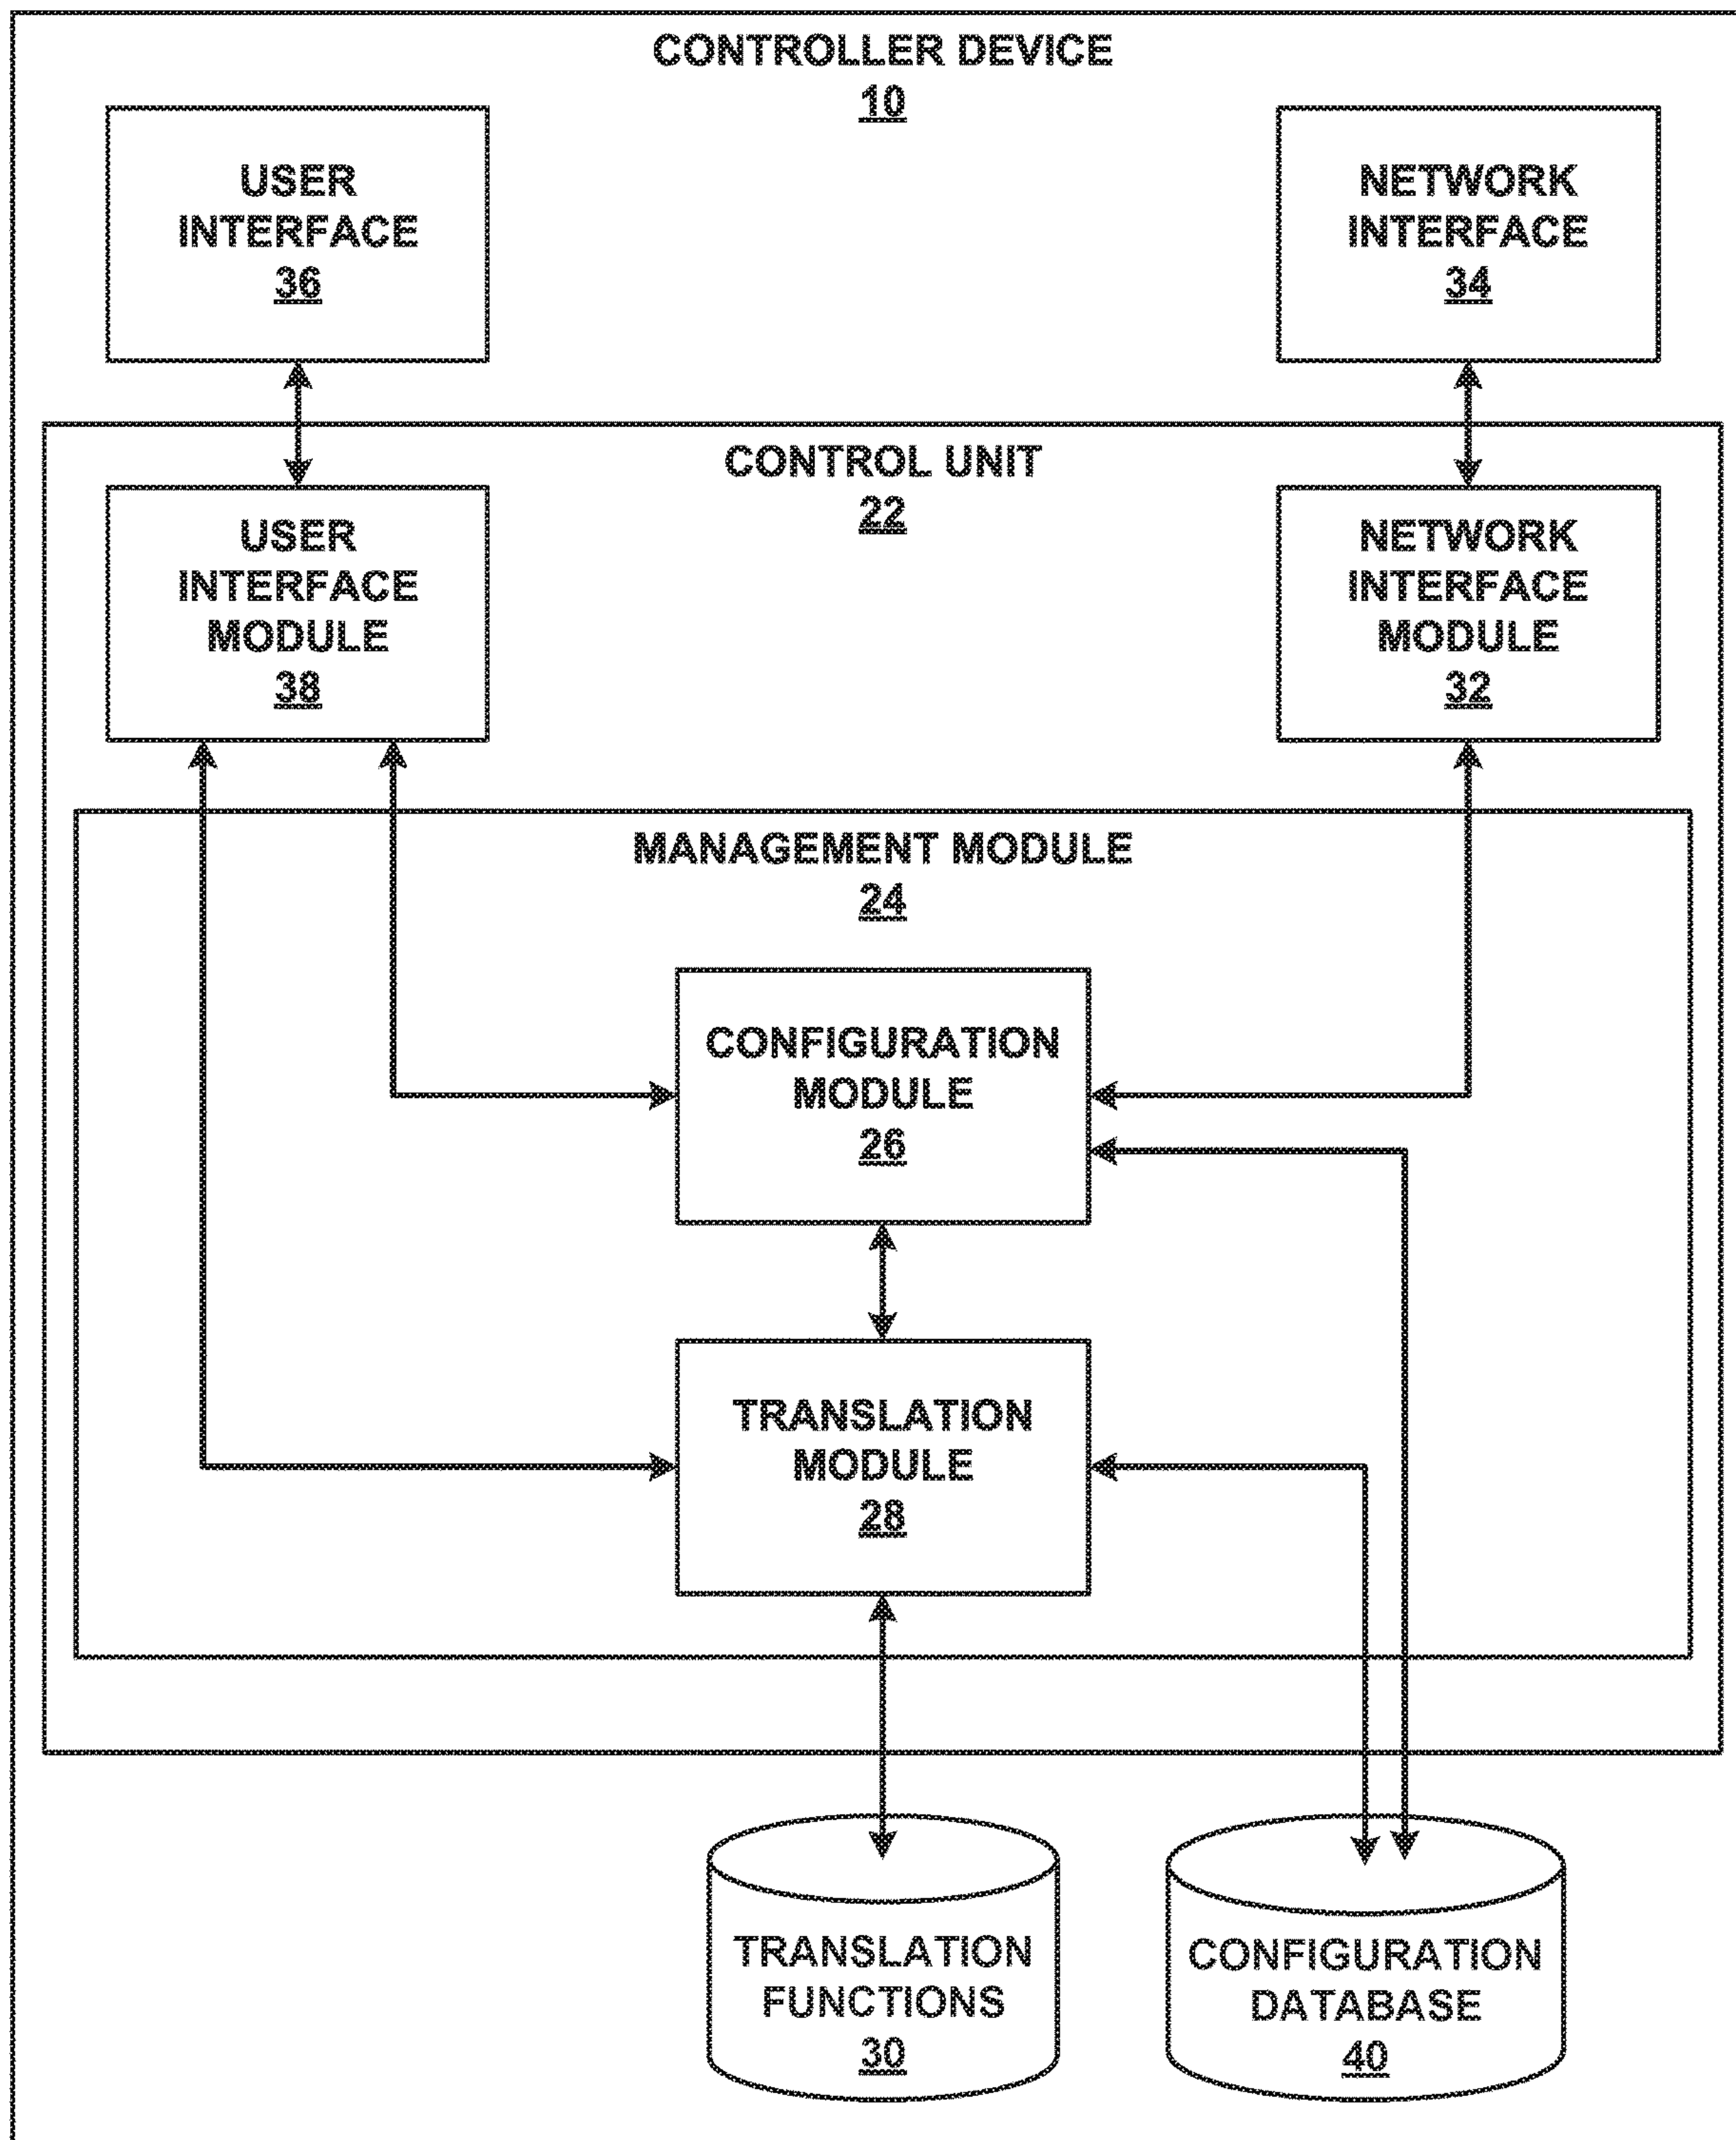 CONTROLLER DEVICE
10
USER
INTERFACE
36
NETWORK
INTERFACE
34
CONTROL UNIT
22
USER
INTERFACE
MODULE
38
NETWORK
INTERFACE
MODULE
32
MANAGEMENT MODULE
24
CONFIGURATION
MODULE
26
TRANSLATION
MODULE
28
TRANSLATION
FUNCTIONS
30
CONFIGURATION
DATABASE
40